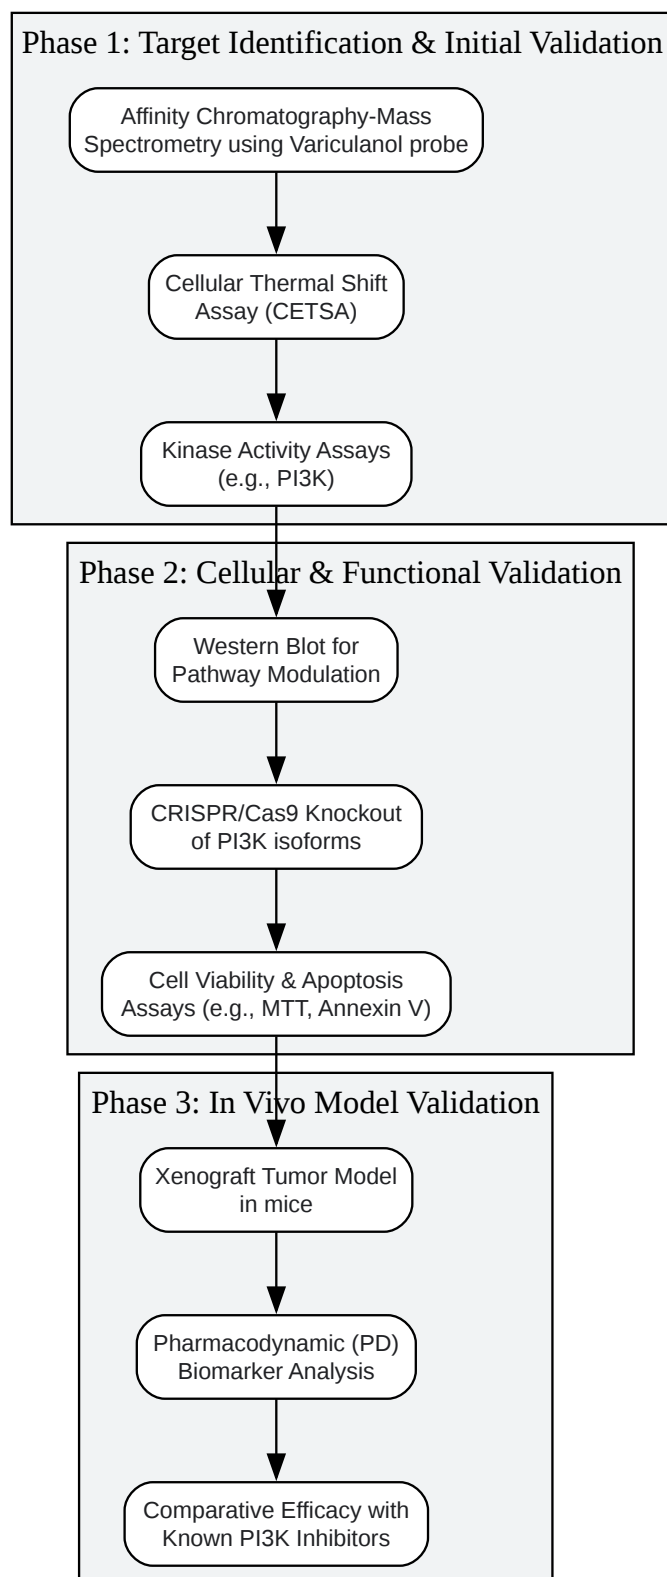 Phase 1: Target Identification & Initial Validation
Affinity Chromatography-Mass
Spectrometry using Variculanol probe
Cellular Thermal Shift
Assay (CETSA)
Kinase Activity Assays
(e.g., PI3K)
Phase 2: Cellular & Functional Validation
Western Blot for
Pathway Modulation
CRISPR/Cas9 Knockout
of PI3K isoforms
Cell Viability & Apoptosis
Assays (e.g., MTT, Annexin V)
Phase 3: In Vivo Model Validation
Xenograft Tumor Model
in mice
Pharmacodynamic (PD)
Biomarker Analysis
Comparative Efficacy with
Known PI3K Inhibitors